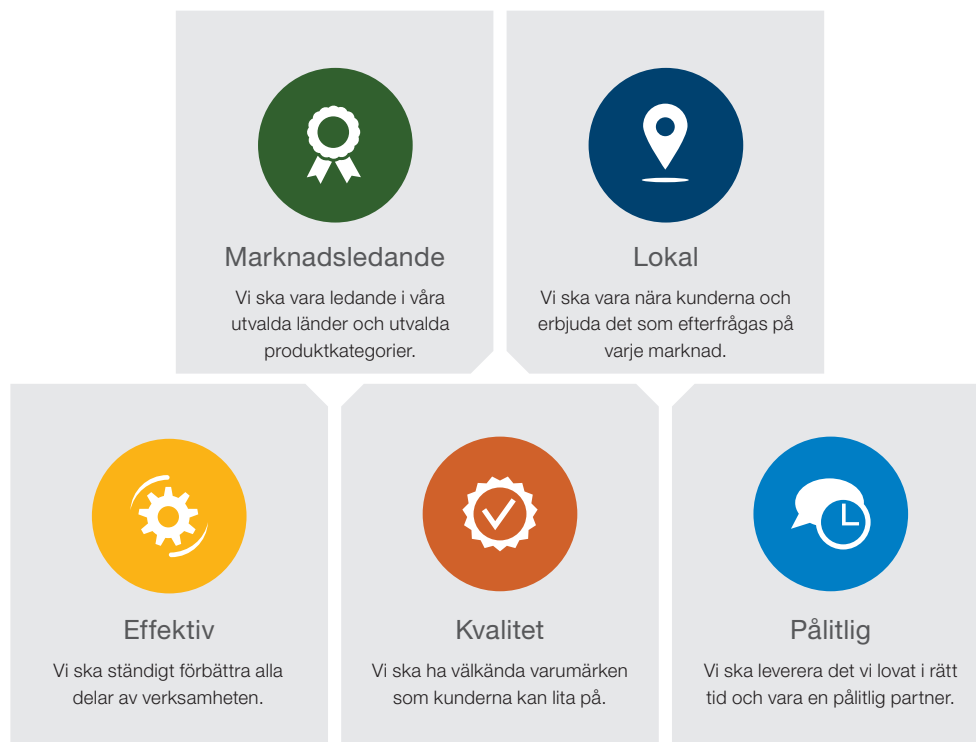 Marknadsledande
Vi ska vara ledande i våra
utvalda länder och utvalda
produktkategorier.
Lokal
Vi ska vara nära kunderna och
erbjuda det som efterfrågas på
varje marknad.
Effektiv
Vi ska ständigt förbättra alla
delar av verksamheten.
Kvalitet
Vi ska ha välkända varumärken
som kunderna kan lita på.
Pålitlig
Vi ska leverera det vi lovat i rätt
tid och vara en pålitlig partner.